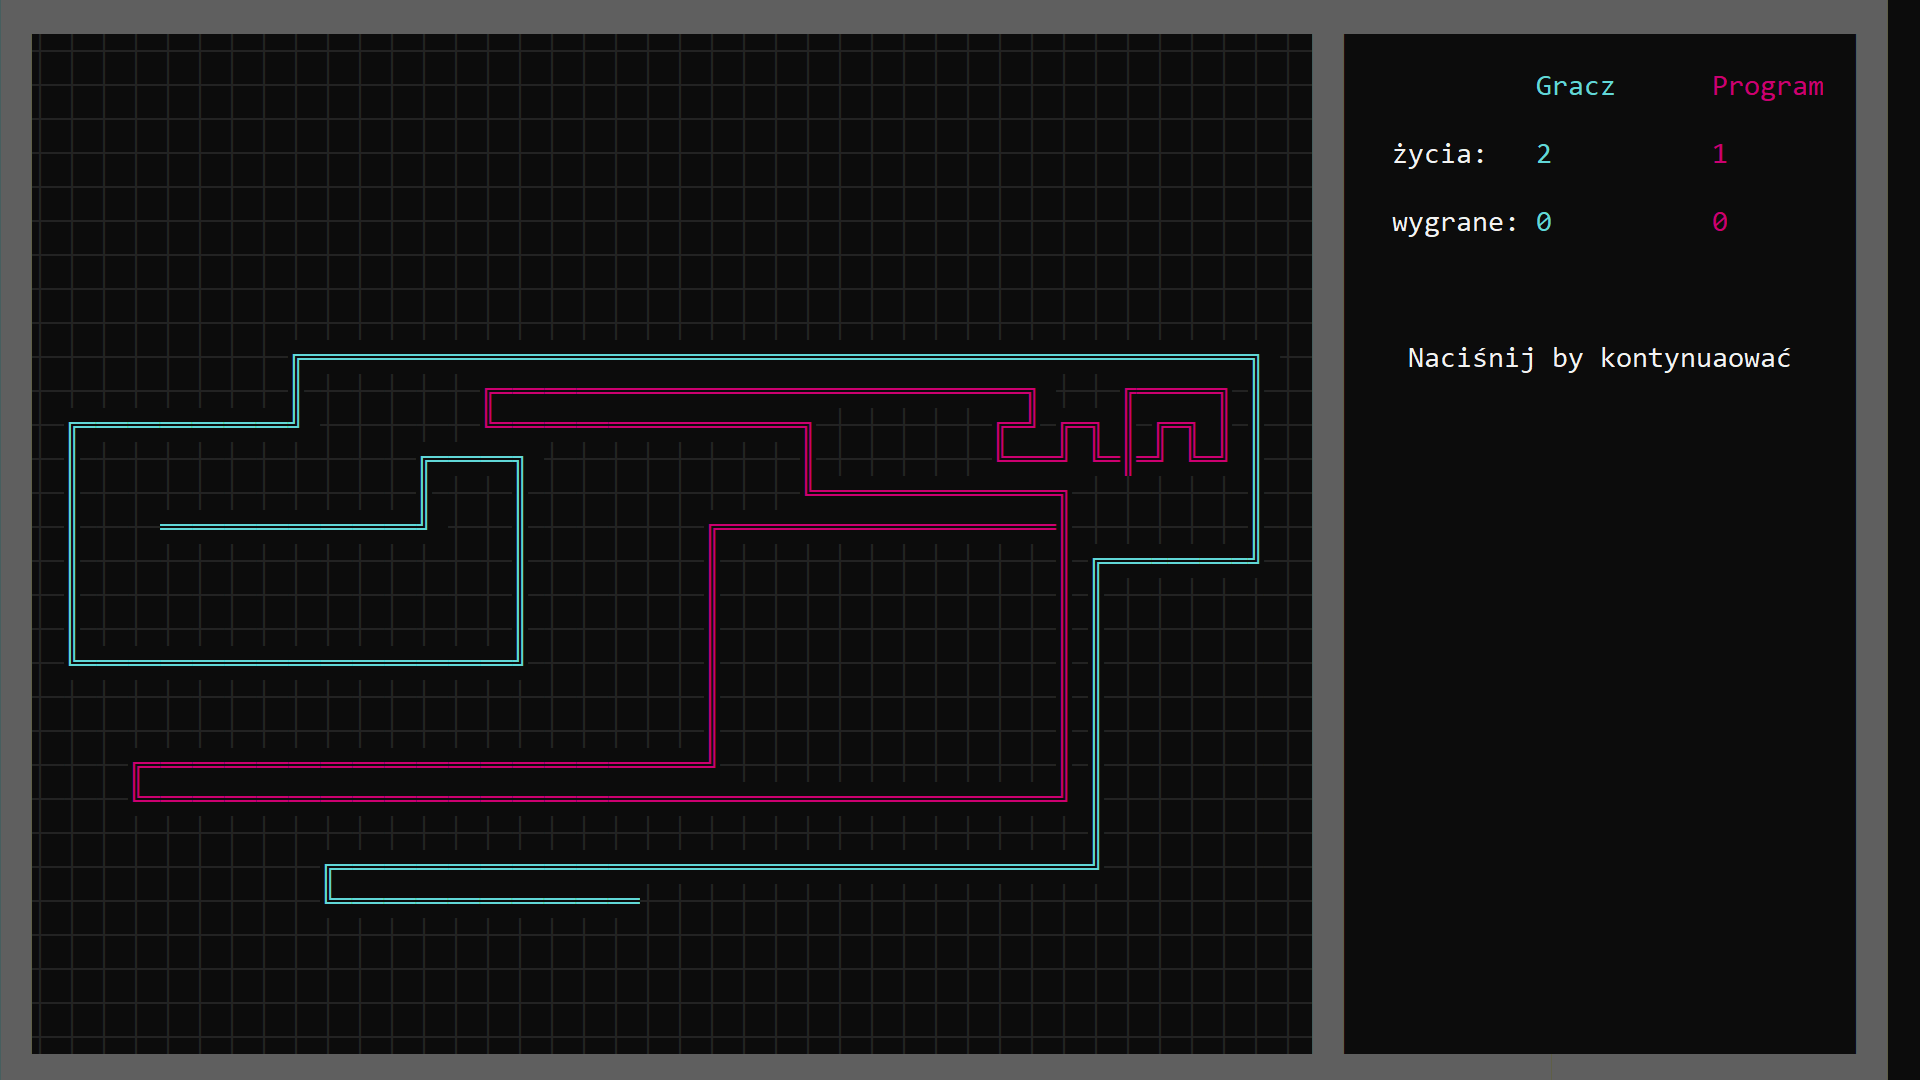 Gracz Program
życia: 2 1
wygrane: 0 0
Naciśnij by kontynuaować